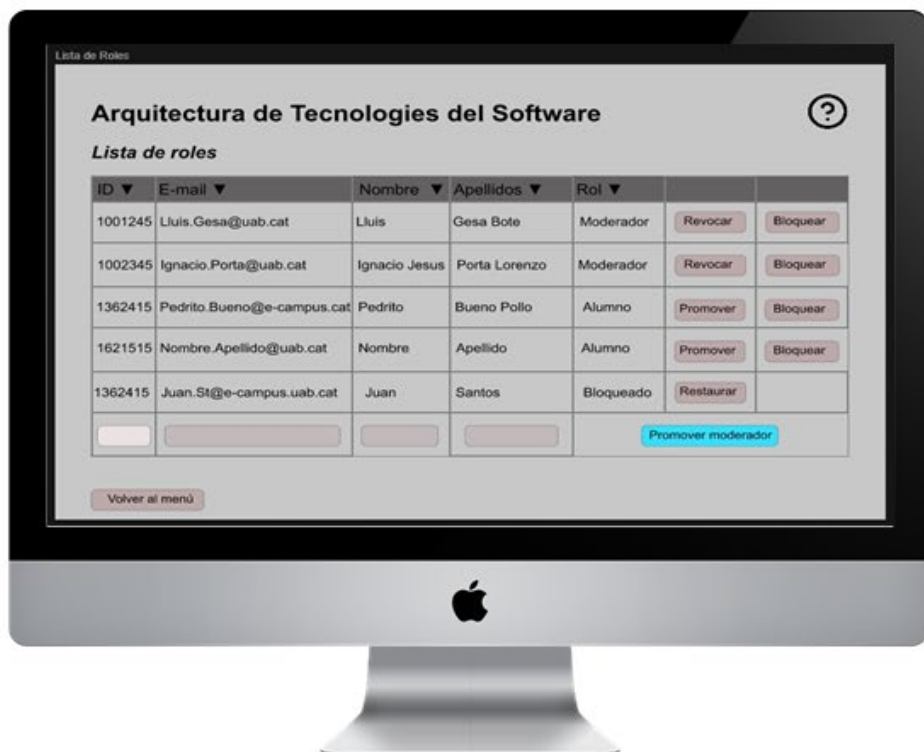 Lista de Roles
Arquitectura de Tecnologies del Software
?
Lista de roles
ID ▼ E-mail ▼ Nombre ▼ Apellidos ▼ Rol ▼
1001245 Lluis.Gesa@uab.cat Lluis Gesa Bote Moderador Revocar Bloquear
1002345 Ignacio.Porta@uab.cat Ignacio Jesus Porta Lorenzo Moderador Revocar Bloquear
1362415 Pedrito.Bueno@e-campus.cat Pedrito Bueno Pollo Alumno Promover Bloquear
1621515 Nombre.Apellido@uab.cat Nombre Apellido Alumno Promover Bloquear
1362415 Juan.St@e-campus.uab.cat Juan Santos Bloqueado Restaurar
Promover moderador
Volver al menú